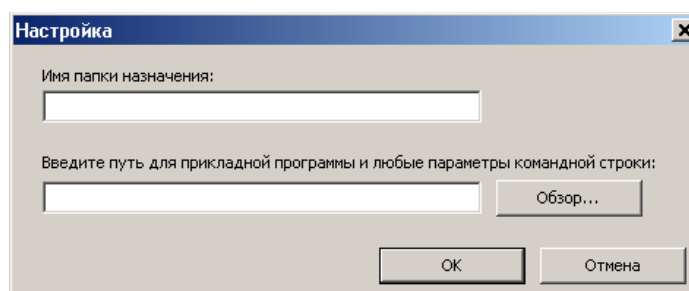 Настройка
Имя папки назначения:
Введите путь для прикладной программы и любые параметры командной строки:
Обзор...
OK
Отмена